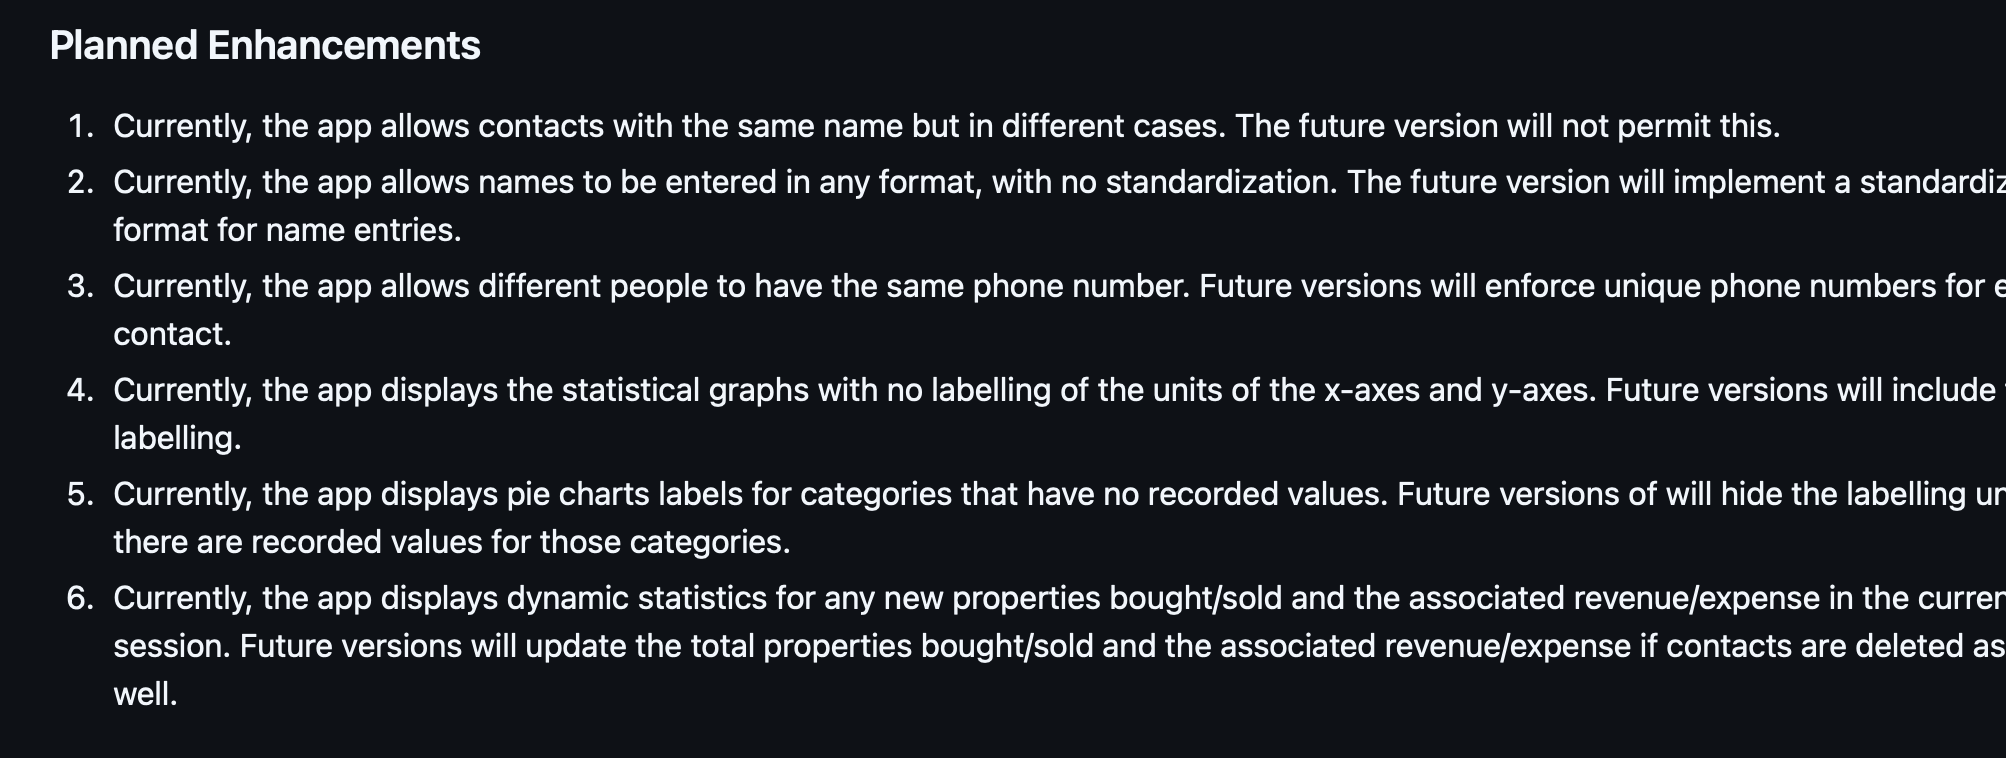 Planned Enhancements
1. Currently, the app allows contacts with the same name but in different cases. The future version will not permit this.
2. Currently, the app allows names to be entered in any format, with no standardization. The future version will implement a
format for name entries.
3. Currently, the app allows different people to have the same phone number. Future versions will enforce unique phone numbers for
contact.
4. Currently, the app displays the statistical graphs with no labelling of the units of the x-axes and y-axes. Future versions will include
labelling.
5. Currently, the app displays pie charts labels for categories that have no recorded values. Future versions of will hide the labelling
there are recorded values for those categories.
6. Currently, the app displays dynamic statistics for any new properties bought/sold and the associated revenue/expense in the
session. Future versions will update the total properties bought/sold and the associated revenue/expense if contacts are deleted as
well.